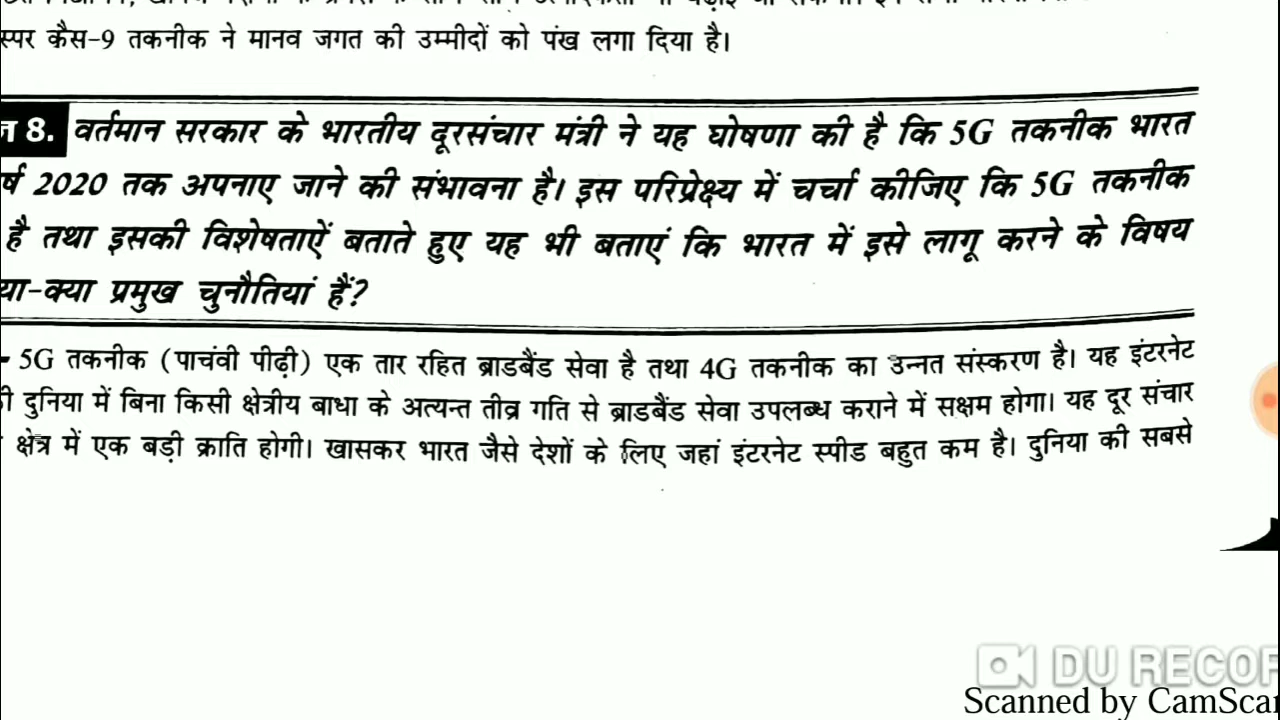 स्पर कैस-9 तकनीक ने मानव जगत की उम्मीदों को पंख लगा दिया है।
न 8. वर्तमान सरकार के भारतीय दूरसंचार मंत्री ने यह घोषणा की है कि 5G तकनीक भारत
र्ष 2020 तक अपनाए जाने की संभावना है। इस परिप्रेक्ष्य में चर्चा कीजिए कि 5G तकनीक
है तथा इसकी विशेषताऐं बताते हुए यह भी बताएं कि भारत में इसे लागू करने के विषय
या-क्या प्रमुख चुनौतियां हैं?
- 5G तकनीक (पाचंवी पीढ़ी) एक तार रहित ब्राडबैंड सेवा है तथा 4G तकनीक का उन्नत संस्करण है। यह इंटरनेट
ी दुनिया में बिना किसी क्षेत्रीय बाधा के अत्यन्त तीव्र गति से ब्राडबैंड सेवा उपलब्ध कराने में सक्षम होगा। यह दूर संचार
क्षेत्र में एक बड़ी क्राति होगी। खासकर भारत जैसे देशों के लिए जहां इंटरनेट स्पीड बहुत कम है। दुनिया की सबसे
DU RECOR
Scanned by CamScan